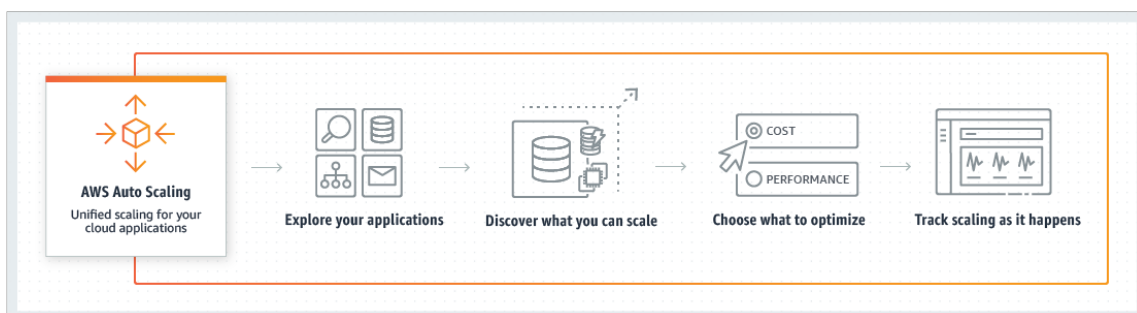 AWS Auto Scaling
Unified scaling for your
cloud applications
Explore your applications
Discover what you can scale
COST
PERFORMANCE
Choose what to optimize
Track scaling as it happens